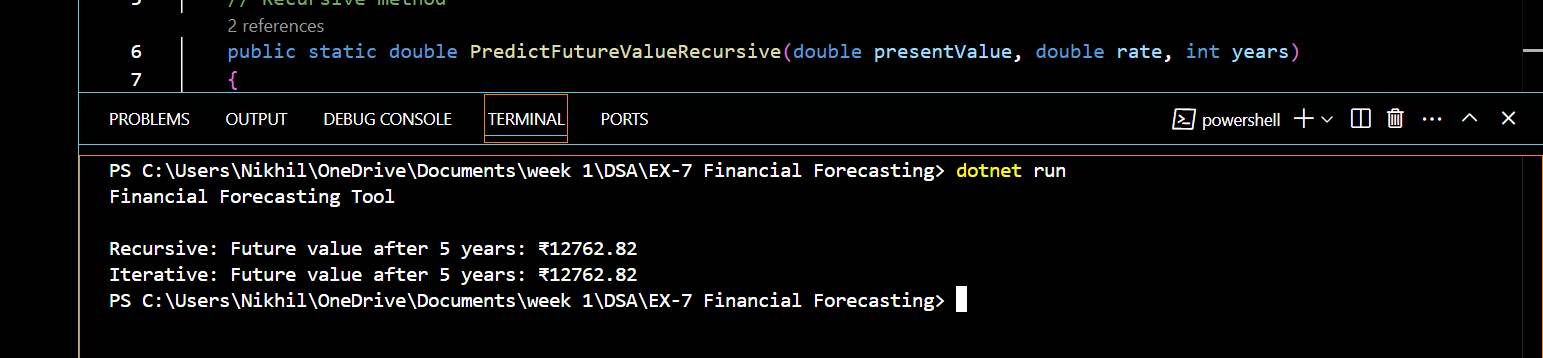 5 // Recursive method
2 references
6 public static double PredictFutureValueRecursive(double presentValue, double rate, int years)
7 {
PROBLEMS OUTPUT DEBUG CONSOLE TERMINAL PORTS powershell
PS C:\Users\Nikhil\OneDrive\Documents\week 1\DSA\EX-7 Financial Forecasting> dotnet run
Financial Forecasting Tool
Recursive: Future value after 5 years: ₹12762.82
Iterative: Future value after 5 years: ₹12762.82
PS C:\Users\Nikhil\OneDrive\Documents\week 1\DSA\EX-7 Financial Forecasting>